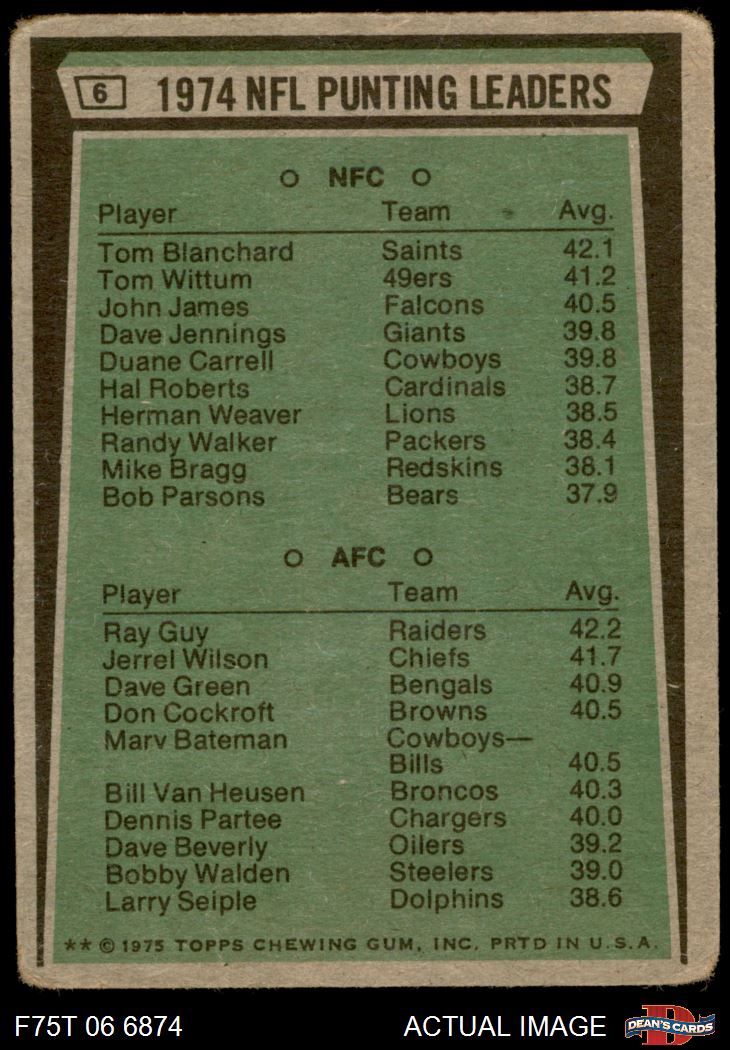 6 1974 NFL PUNTING LEADERS
O NFC O
Player Team Avg.
Tom Blanchard Saints 42.1
Tom Wittum 49ers 41.2
John James Falcons 40.5
Dave Jennings Giants 39.8
Duane Carrell Cowboys 39.8
Hal Roberts Cardinals 38.7
Herman Weaver Lions 38.5
Randy Walker Packers 38.4
Mike Bragg Redskins 38.1
Bob Parsons Bears 37.9
O AFC O
Player Team Avg.
Ray Guy Raiders 42.2
Jerrel Wilson Chiefs 41.7
Dave Green Bengals 40.9
Don Cockroft Browns 40.5
Marv Bateman Cowboys—
Bills 40.5
Bill Van Heusen Broncos 40.3
Dennis Partee Chargers 40.0
Dave Beverly Oilers 39.2
Bobby Walden Steelers 39.0
Larry Seiple Dolphins 38.6
** © 1975 TOPPS CHEWING GUM, INC. PRTD IN U.S.A.
F75T 06 6874 ACTUAL IMAGE D DEAN'S CARDS